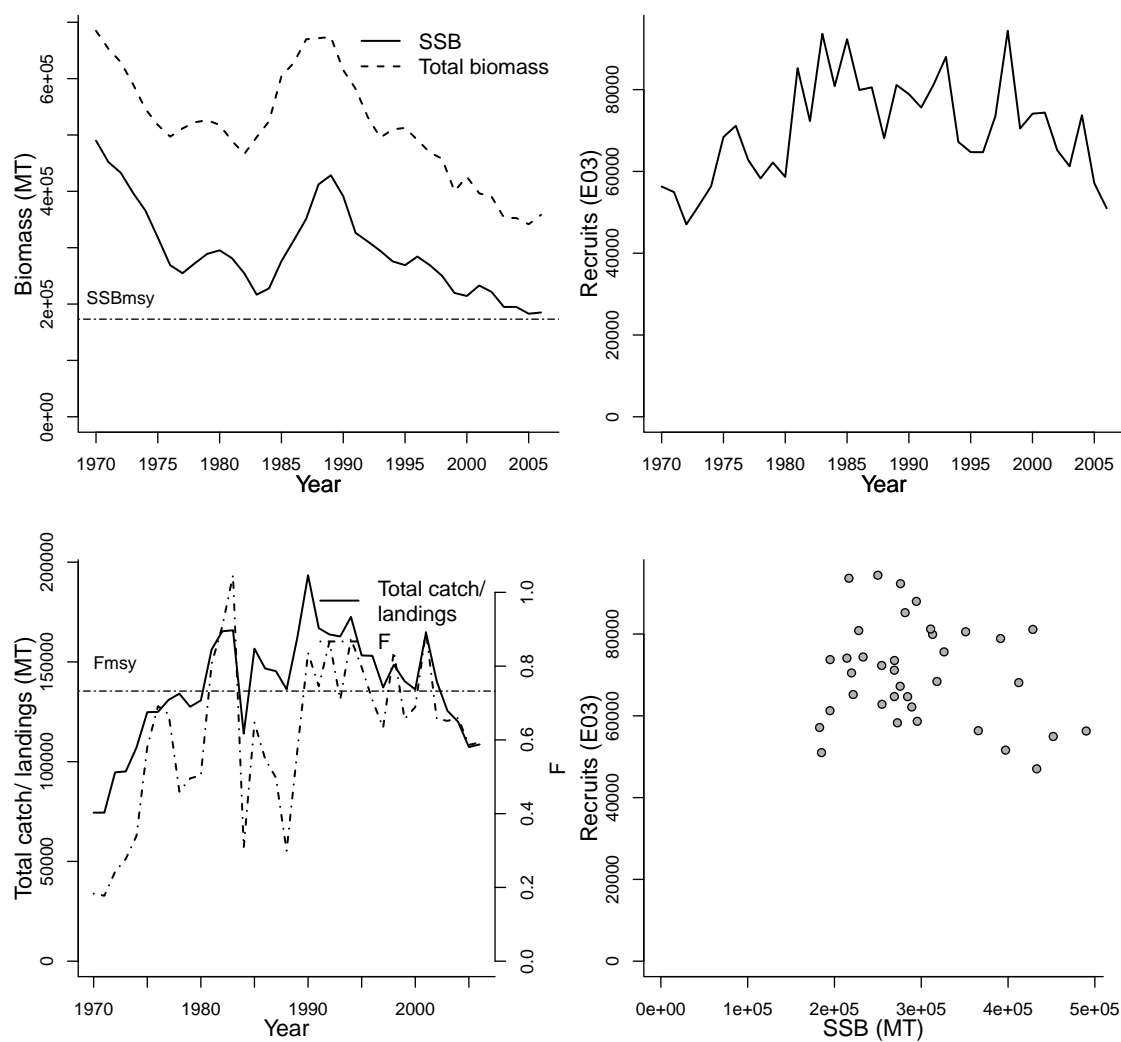 SSB
Total biomass
SSBmsy
Biomass (MT)
0e+00 2e+05 4e+05 6e+05
1970 1975 1980 1985 1990 1995 2000 2005
Year
Recruits (E03)
0 20000 40000 60000 80000
1970 1975 1980 1985 1990 1995 2000 2005
Year
Total catch/
landings
F
Fmsy
Total catch/ landings (MT)
0 50000 100000 150000 200000
0.0 0.2 0.4 0.6 0.8 1.0
F
1970 1980 1990 2000
Year
Recruits (E03)
0 20000 40000 60000 80000
0e+00 1e+05 2e+05 3e+05 4e+05 5e+05
SSB (MT)